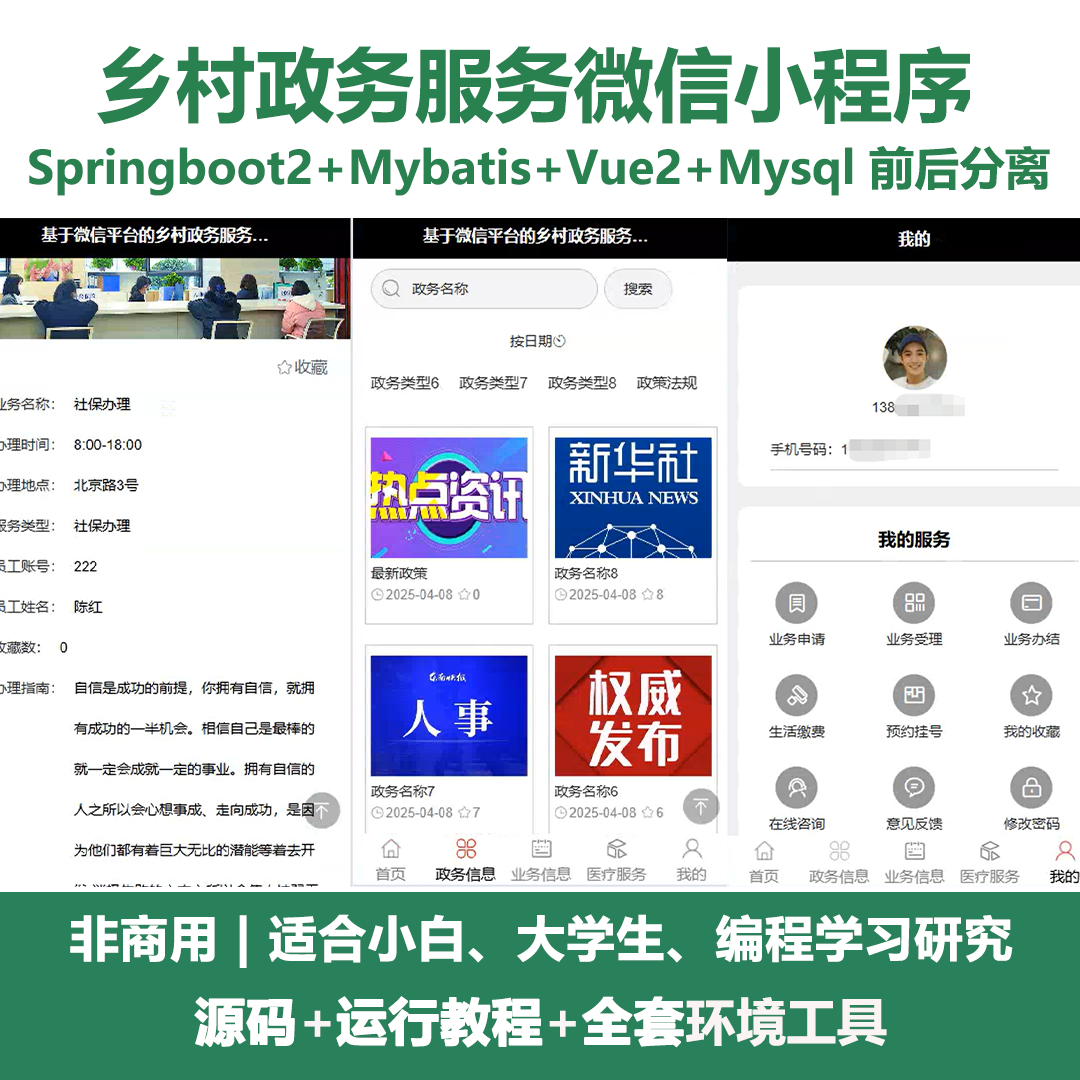 乡村政务服务微信小程序
Springboot2+Mybatis+Vue2+Mysql 前后分离
基于微信平台的乡村政务服务...
收藏
业务名称： 社保办理
办理时间： 8:00-18:00
办理地点： 北京路3号
服务类型： 社保办理
员工账号： 222
员工姓名： 陈红
收藏数： 0
办理指南： 自信是成功的前提，你拥有自信，就拥
有成功的一半机会。相信自己是最棒的
就一定会成就一定的事业。拥有自信的
人之所以会心想事成、走向成功，是因
为他们都有着巨大无比的潜能等着去开
基于微信平台的乡村政务服务...
政务名称 搜索
按日期
政务类型6 政务类型7 政务类型8 政策法规
热点资讯
新华社
XINHUA NEWS
最新政策
2025-04-08 0
政务名称8
2025-04-08 8
人事
权威
发布
政务名称7
2025-04-08 7
政务名称6
2025-04-08 6
首页 政务信息 业务信息 医疗服务 我的
我的
138
手机号码：1
我的服务
业务申请 业务受理 业务办结
生活缴费 预约挂号 我的收藏
在线咨询 意见反馈 修改密码
首页 政务信息 业务信息 医疗服务 我的
非商用 | 适合小白、大学生、编程学习研究
源码+运行教程+全套环境工具